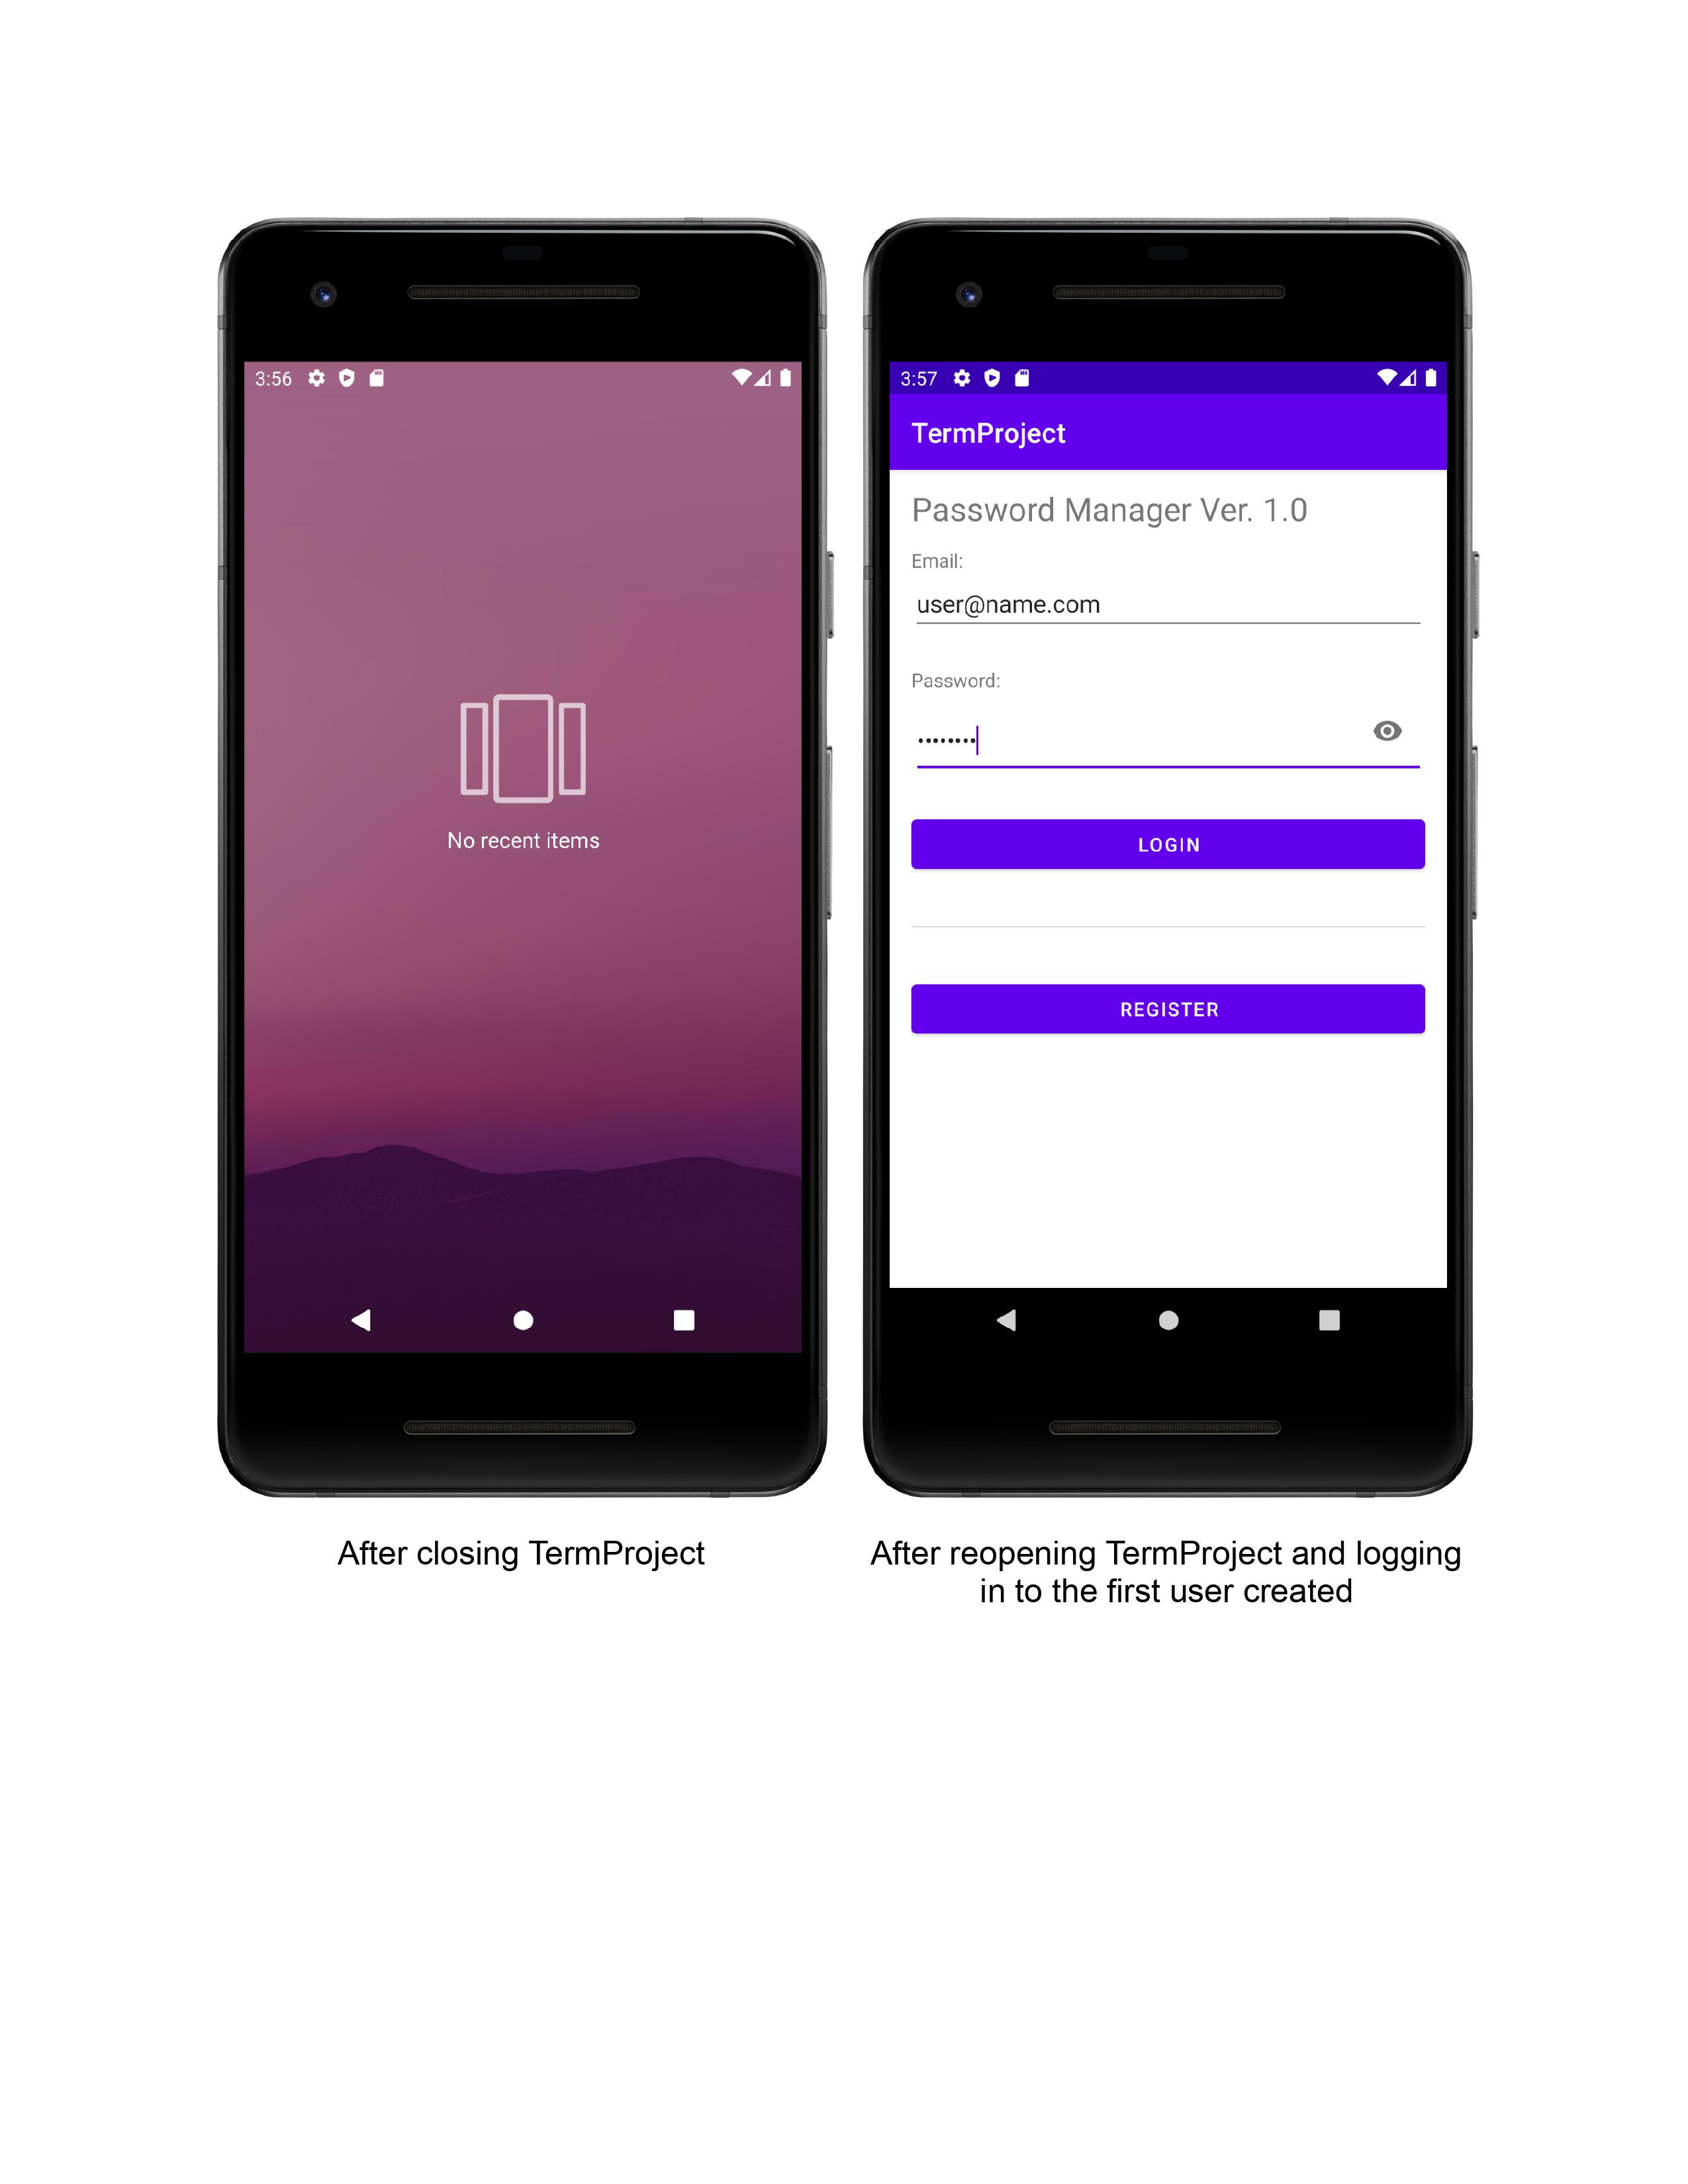 3:56
No recent items
After closing TermProject
3:57
TermProject
Password Manager Ver. 1.0
Email:
user@name.com
Password:
••••••••
LOGIN
REGISTER
After reopening TermProject and logging
in to the first user created